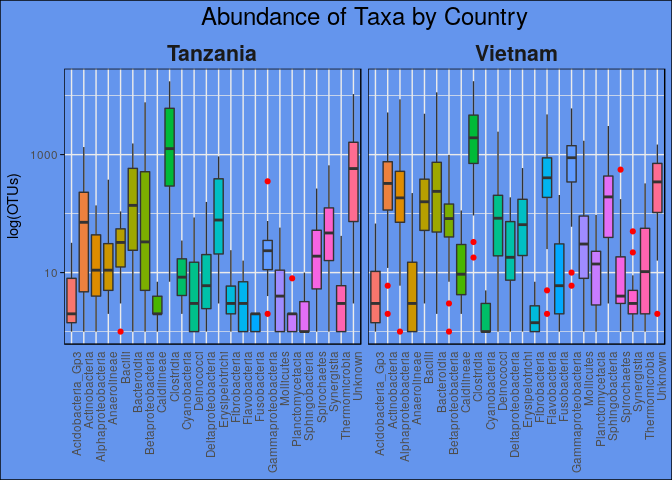 Abundance of Taxa by Country
Tanzania
Vietnam
log(OTUs)
1000
10
Acidobacteria_Gp3
Actinobacteria
Alphaproteobacteria
Anaerolineae
Bacilli
Bacteroidia
Betaproteobacteria
Caldilineae
Clostridia
Cyanobacteria
Deinococci
Deltaproteobacteria
Erysipelotrichi
Fibrobacteria
Flavobacteria
Fusobacteria
Gammaproteobacteria
Mollicutes
Planctomycetacia
Sphingobacteria
Spirochaetes
Synergistia
Thermomicrobia
Unknown
Acidobacteria_Gp3
Actinobacteria
Alphaproteobacteria
Anaerolineae
Bacilli
Bacteroidia
Betaproteobacteria
Caldilineae
Clostridia
Cyanobacteria
Deinococci
Deltaproteobacteria
Erysipelotrichi
Fibrobacteria
Flavobacteria
Fusobacteria
Gammaproteobacteria
Mollicutes
Planctomycetacia
Sphingobacteria
Spirochaetes
Synergistia
Thermomicrobia
Unknown